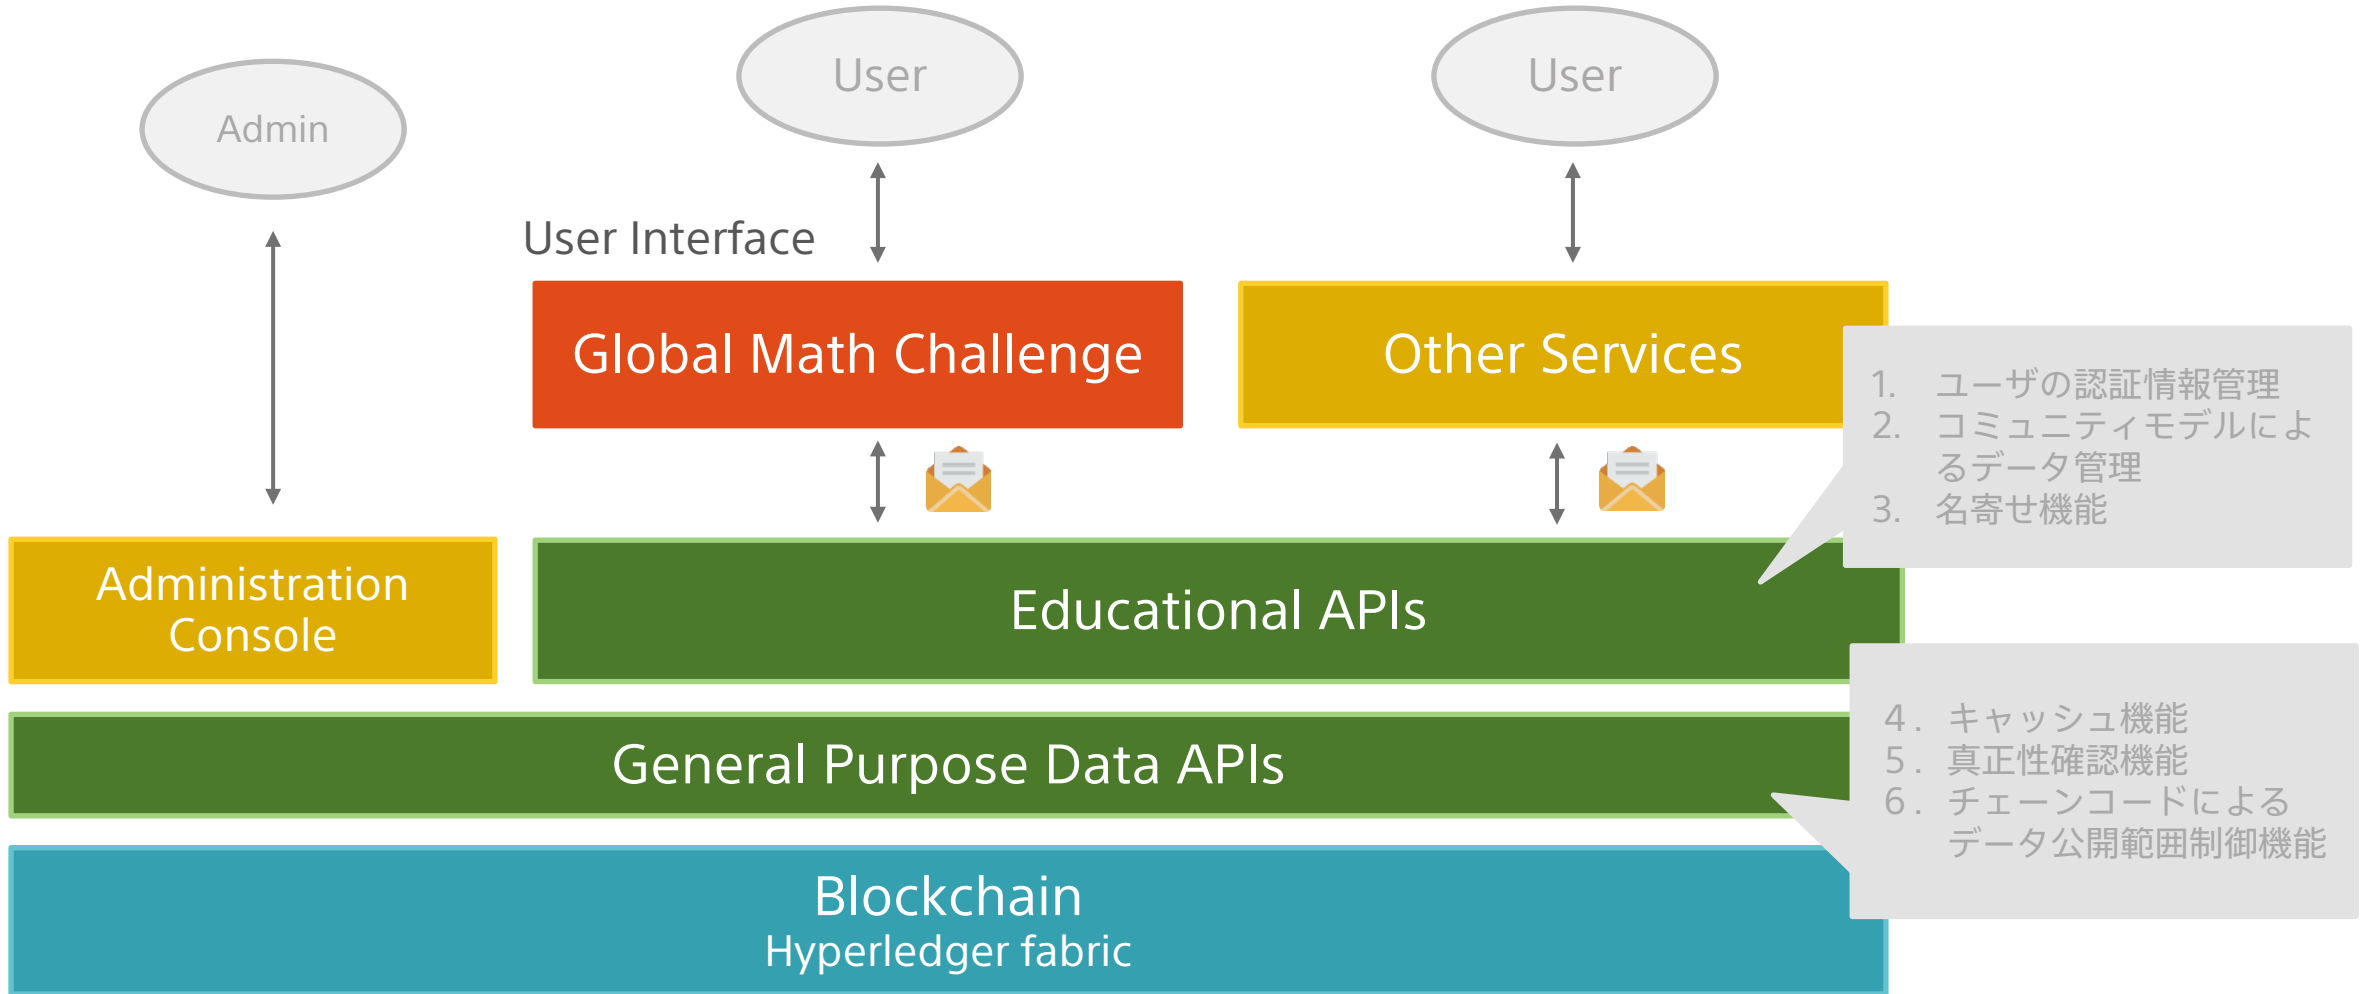 User
User
Admin
User Interface
Global Math Challenge
Other Services
1. ユーザの認証情報管理
2. コミュニティモデルによ
るデータ管理
3. 名寄せ機能
Administration
Console
Educational APIs
4. キャッシュ機能
5. 真正性確認機能
6. チェーンコードによる
データ公開範囲制御機能
General Purpose Data APIs
Blockchain
Hyperledger fabric